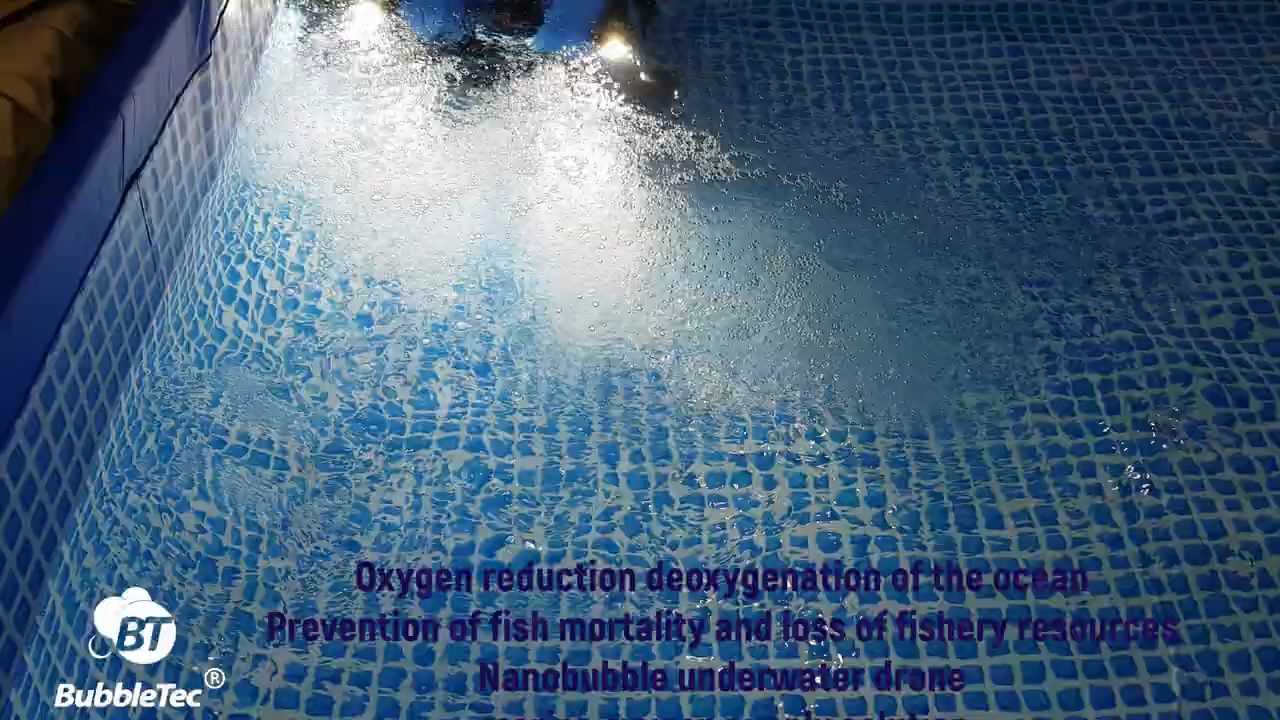 Oxygen reduction deoxygenation of the ocean
Prevention of fish mortality and loss of fishery resources
BT
Nanobubble underwater drone
BubbleTec®